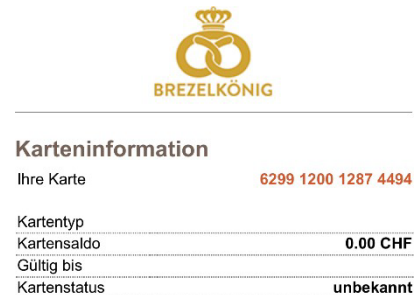 BREZELKÖNIG
Karteninformation
Ihre Karte 6299 1200 1287 4494
Kartentyp
Kartensaldo 0.00 CHF
Gültig bis
Kartenstatus unbekannt